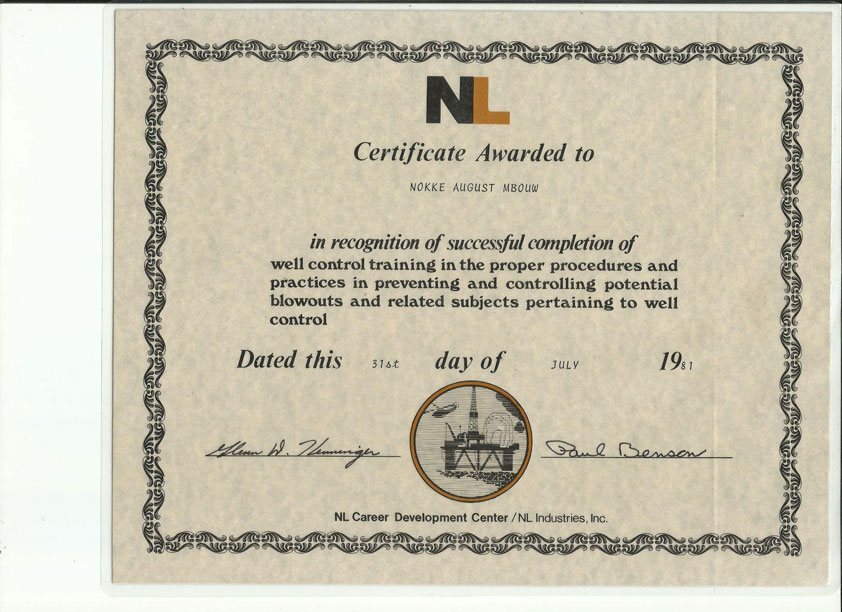 NL
Certificate Awarded to
NOKKE AUGUST MBOUW
in recognition of successful completion of
well control training in the proper procedures and
practices in preventing and controlling potential
blowouts and related subjects pertaining to well
control
Dated this 31st day of JULY 1981
Glenn W. Henneniger Paul Benson
NL Career Development Center / NL Industries, Inc.